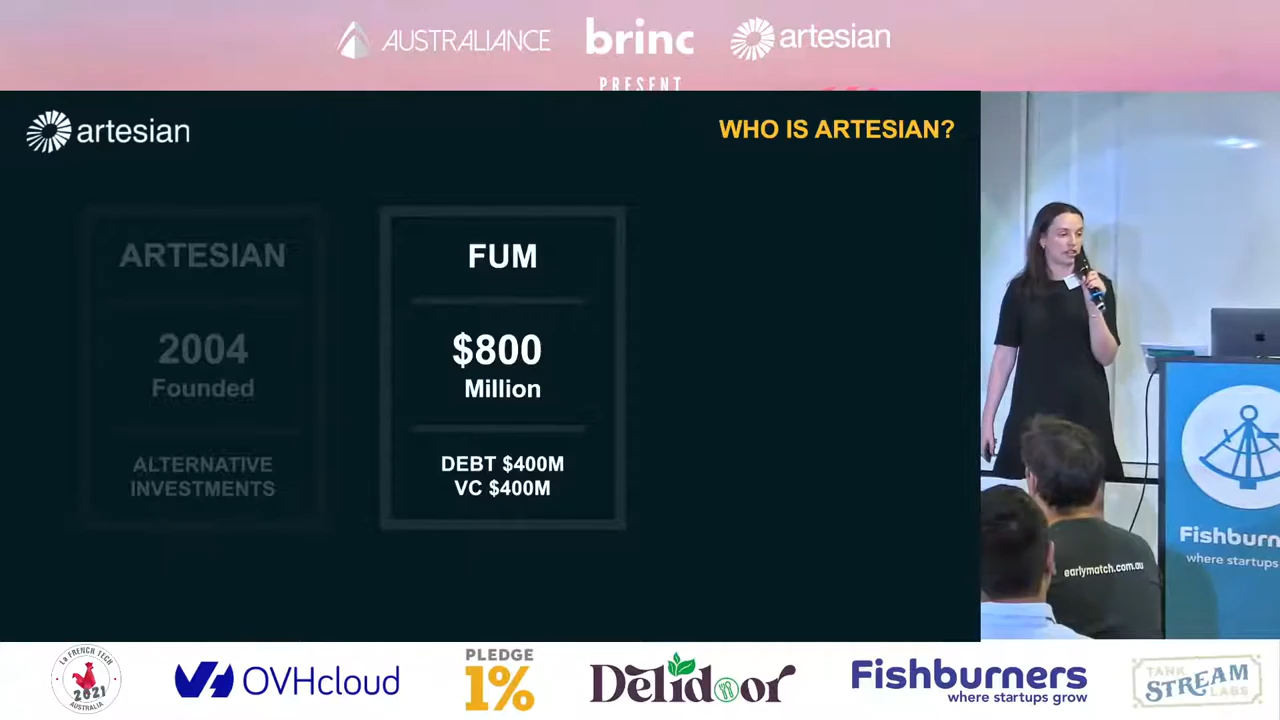 AUSTRALIANCE
brinc
artesian
PRESENT
artesian
WHO IS ARTESIAN?
ARTESIAN
2004
Founded
ALTERNATIVE
INVESTMENTS
FUM
$800
Million
DEBT $400M
VC $400M
earlymatch.com.au
Fishburn
where startups
La FRENCH TECH
2021
AUSTRALIA
OVHcloud
PLEDGE
1%
Delidoor
Fishburners
where startups grow
TANK
STREAM
LABS